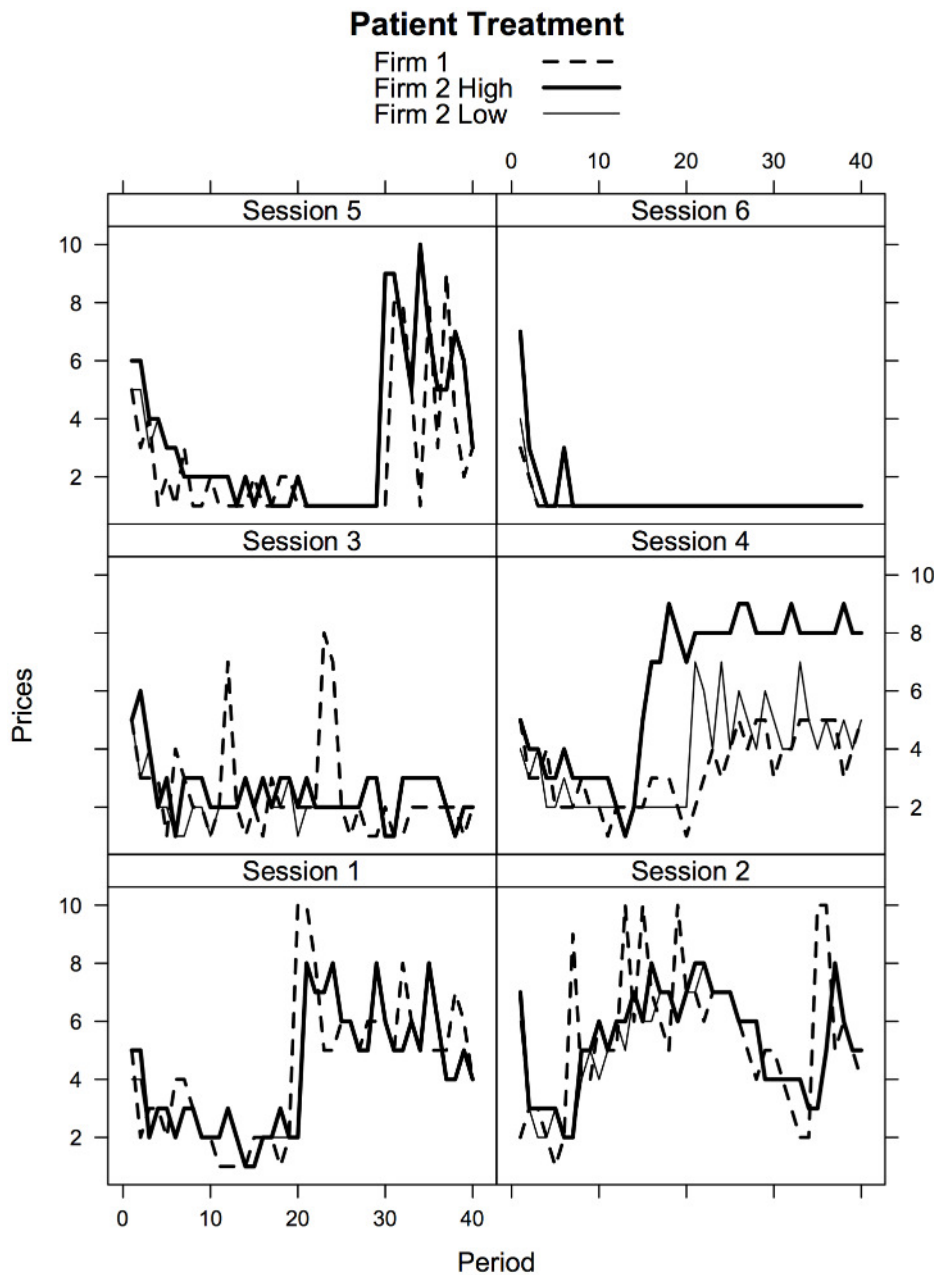 Patient Treatment
Firm 1
Firm 2 High
Firm 2 Low
0 10 20 30 40
Session 5 Session 6
10
8
6
4
2
Session 3 Session 4
10
8
6
4
2
Prices
Session 1 Session 2
10
8
6
4
2
0 10 20 30 40
Period